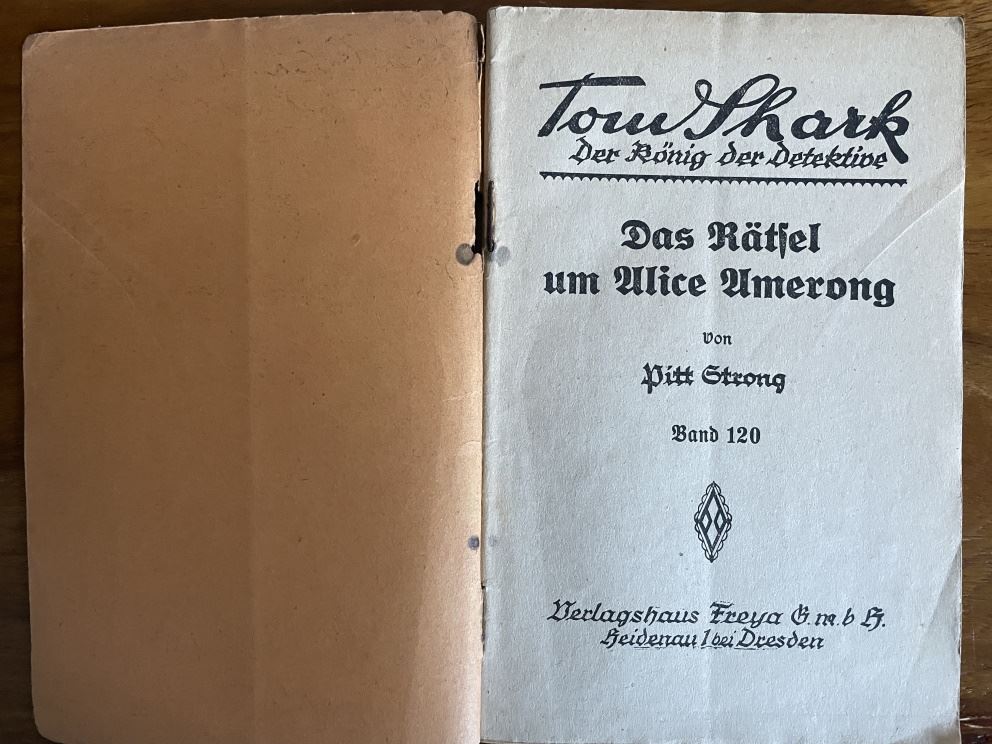 Tom Shark
Der König der Detektive
Das Rätsel
um Alice Amerong
von
Pitt Strong
Band 120
Verlagshaus Freya G.m.b H.
Heidenau 1 bei Dresden